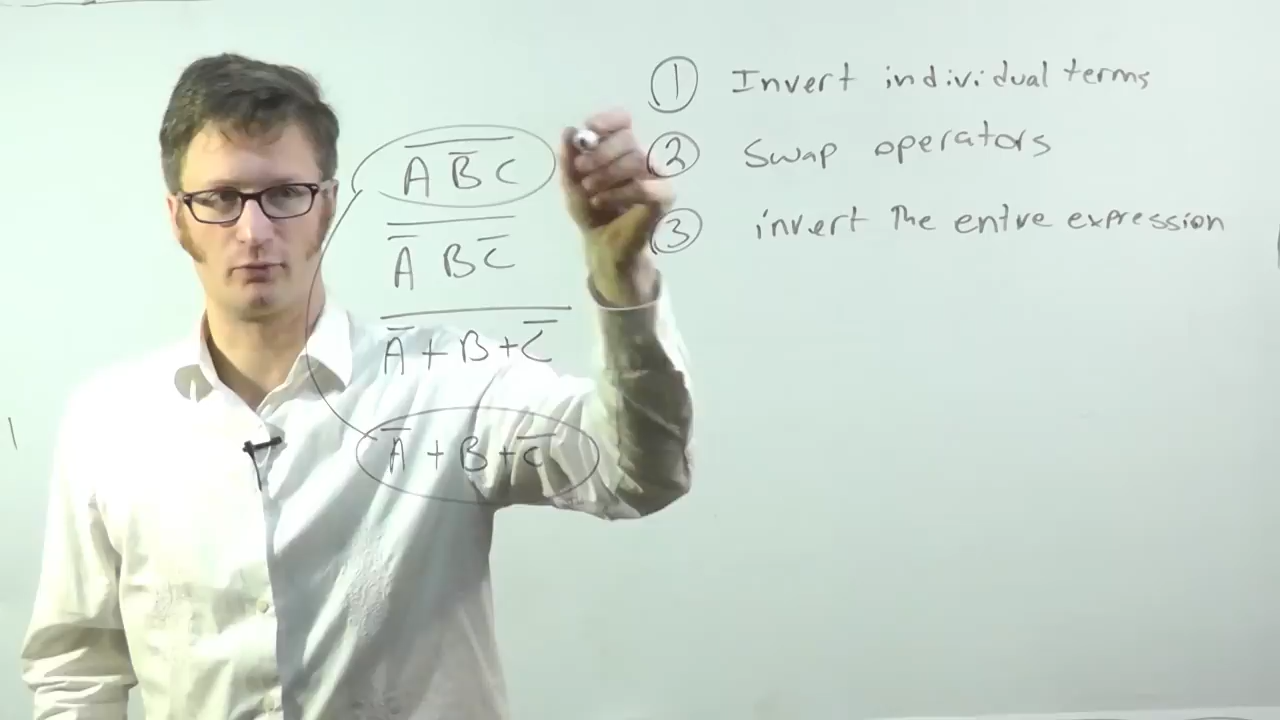 A̅ ̅B̅̅ ̅C̅
A̅̅ ̅B̅ ̅C̅̅
A̅̅ ̅+̅ ̅B̅ ̅+̅ ̅C̅̅
A̅ + B + C̅
① Invert individual terms
② Swap operators
③ invert the entire expression